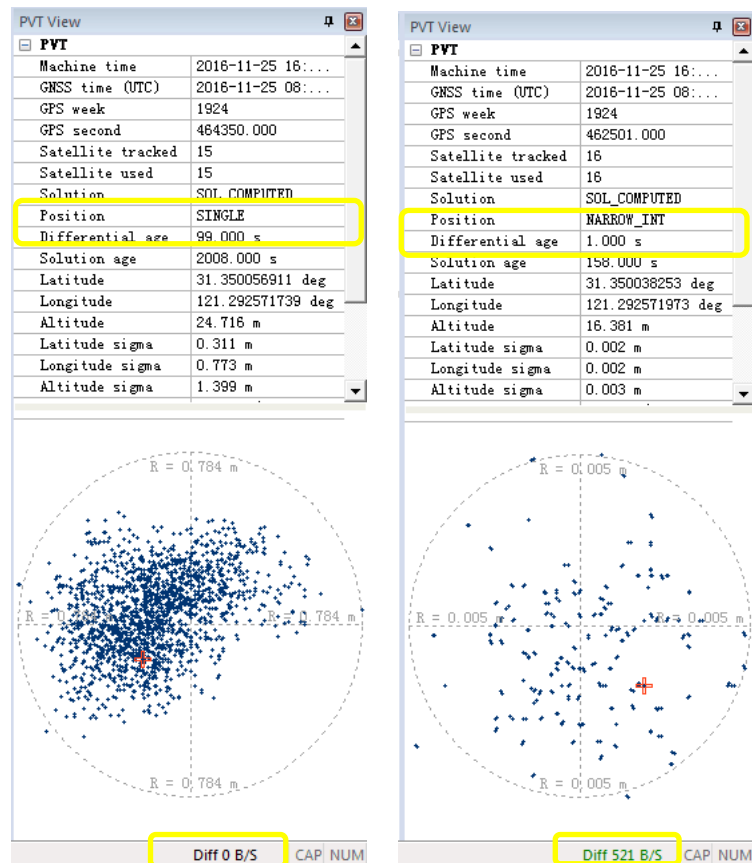 PVT View
PVT
Machine time 2016-11-25 16:...
GNSS time (UTC) 2016-11-25 08:...
GPS week 1924
GPS second 464350.000
Satellite tracked 15
Satellite used 15
Solution SOL_COMPUTED
Position SINGLE
Differential age 99.000 s
Solution age 2008.000 s
Latitude 31.350056911 deg
Longitude 121.292571739 deg
Altitude 24.716 m
Latitude sigma 0.311 m
Longitude sigma 0.773 m
Altitude sigma 1.399 m
R = 0.784 m
R = 0.784 m
R = 0.784 m
R = 0.784 m
Diff 0 B/S CAP NUM
PVT View
PVT
Machine time 2016-11-25 16:...
GNSS time (UTC) 2016-11-25 08:...
GPS week 1924
GPS second 462501.000
Satellite tracked 16
Satellite used 16
Solution SOL_COMPUTED
Position NARROW_INT
Differential age 1.000 s
Solution age 158.000 s
Latitude 31.350038253 deg
Longitude 121.292571973 deg
Altitude 16.381 m
Latitude sigma 0.002 m
Longitude sigma 0.002 m
Altitude sigma 0.003 m
R = 0.005 m
R = 0.005 m
R = 0.005 m
R = 0.005 m
Diff 521 B/S CAP NUM